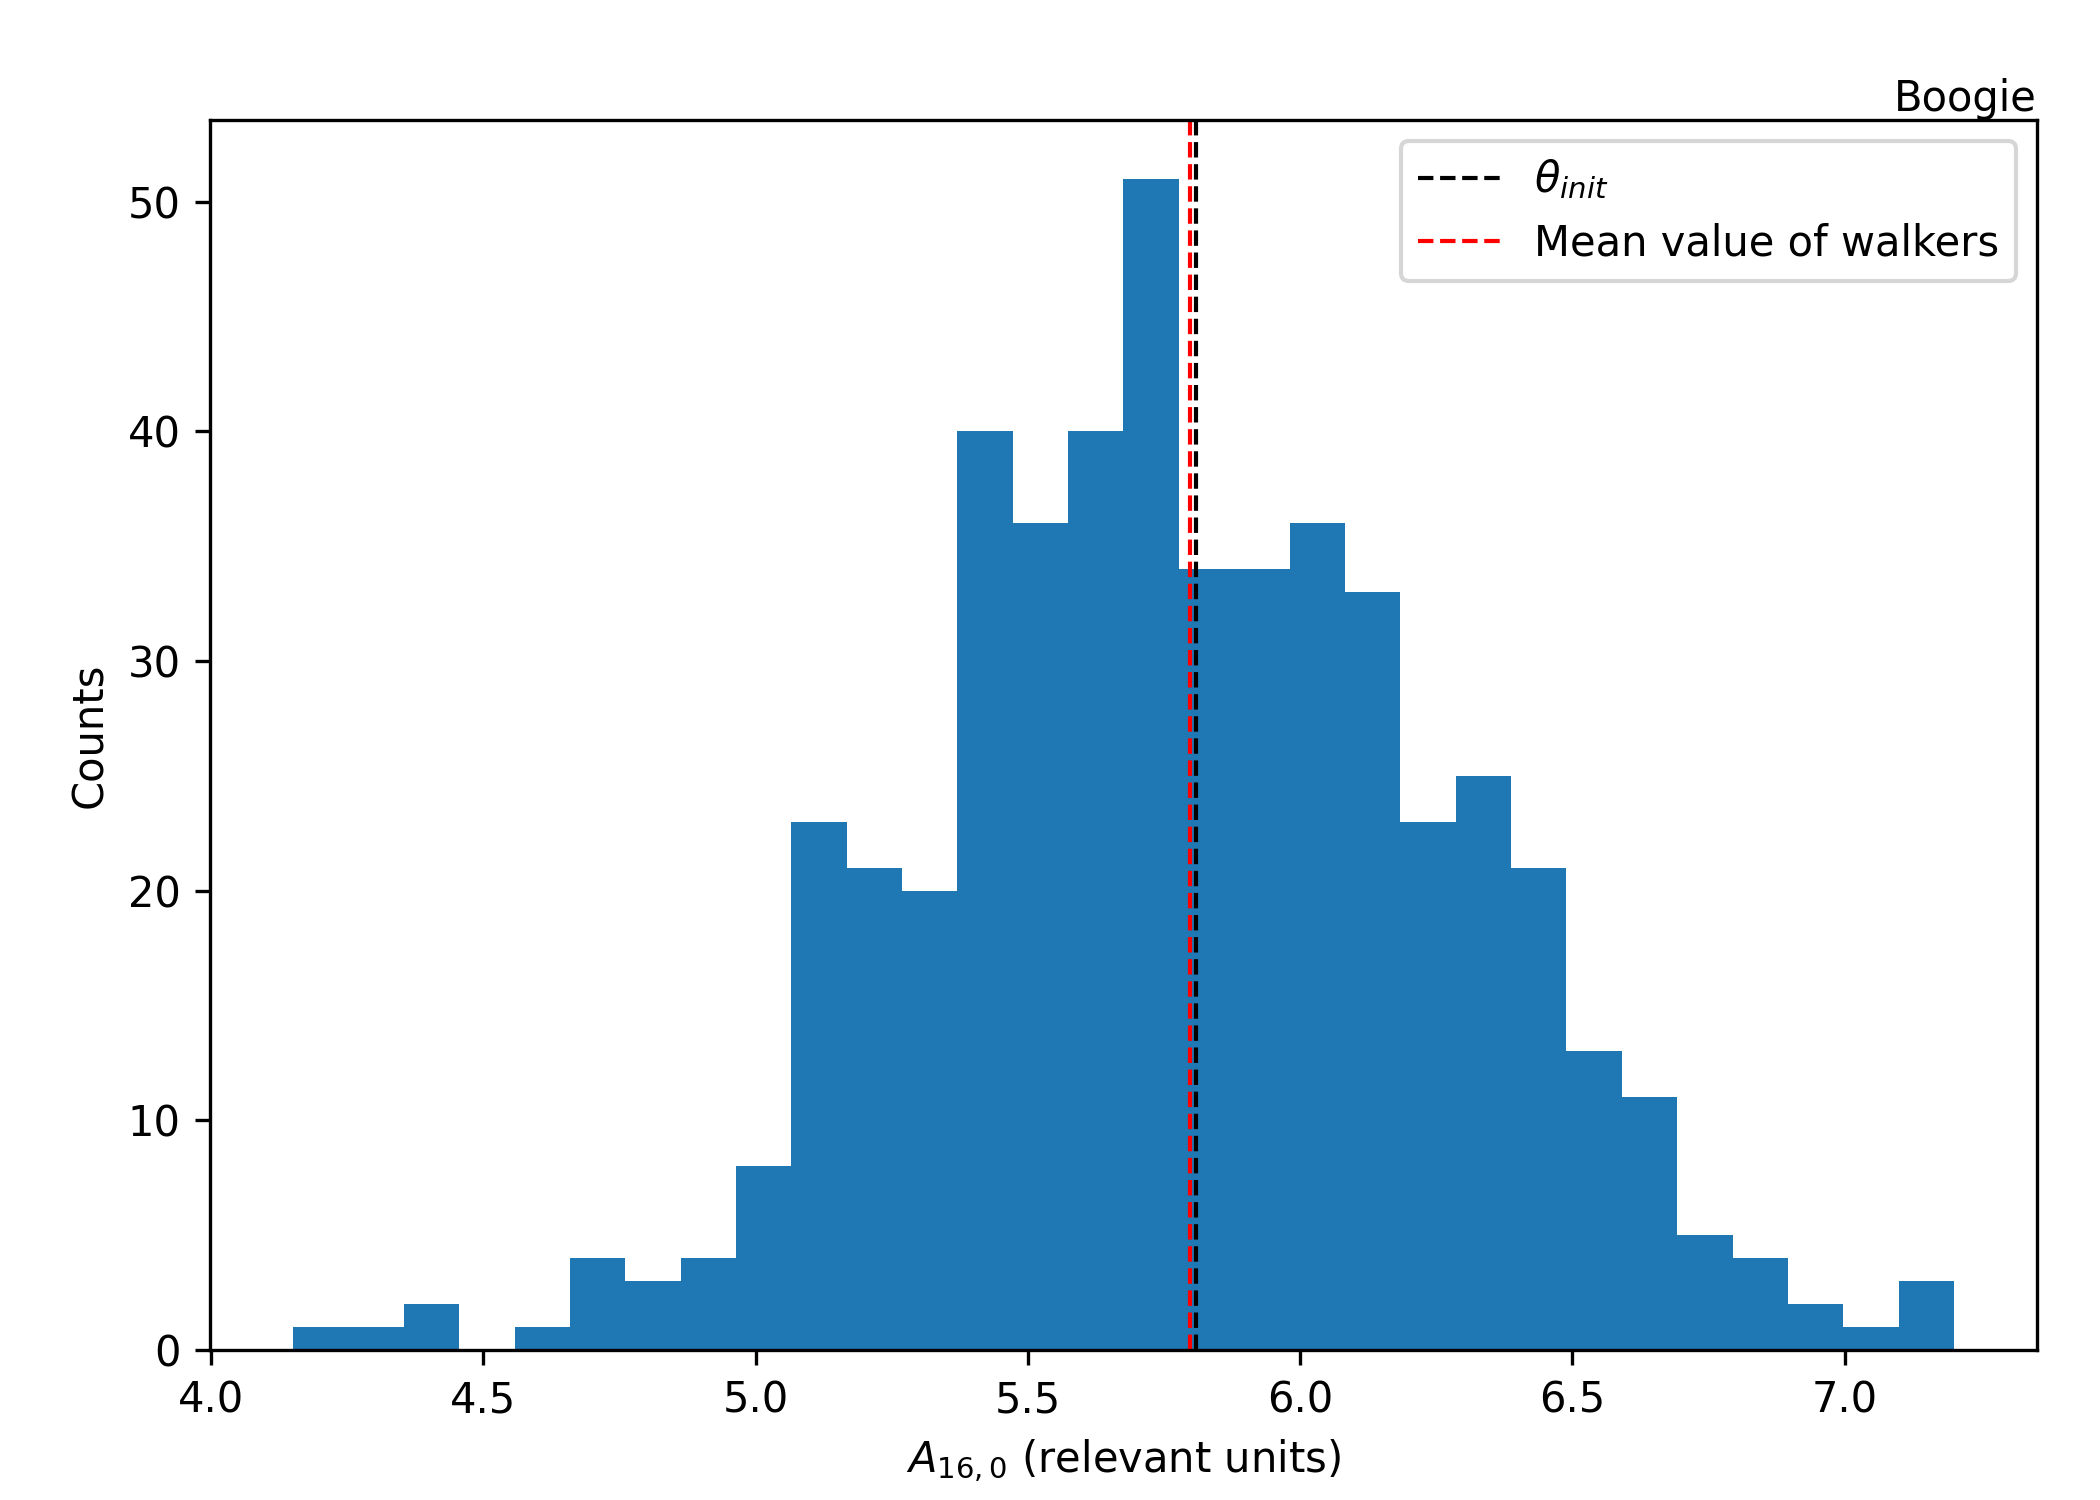 Boogie
θ_init
Mean value of walkers
50
40
30
20
10
0
Counts
4.0 4.5 5.0 5.5 6.0 6.5 7.0
A_16,0 (relevant units)